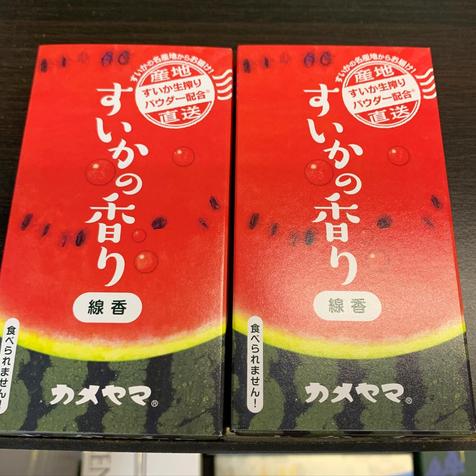 すいかの名産地からお届け!
産地
すいか生搾り
パウダー配合※
直送
すいかの香り
線香
食べられません!
カメヤマ®
すいかの名産地からお届け!
産地
すいか生搾り
パウダー配合※
直送
すいかの香り
線香
食べられません!
カメヤマ®